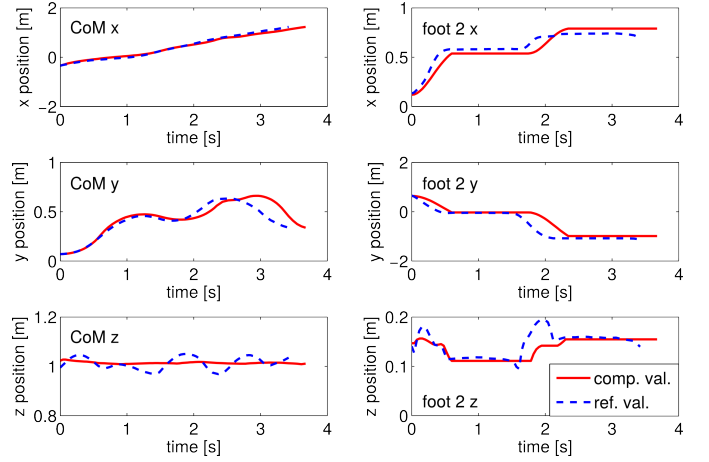 CoM x
x position [m]
2
0
−2
0 1 2 3 4
time [s]
foot 2 x
x position [m]
1
0.5
0
0 1 2 3 4
time [s]
CoM y
y position [m]
1
0.5
0
0 1 2 3 4
time [s]
foot 2 y
y position [m]
2
0
−2
0 1 2 3 4
time [s]
CoM z
z position [m]
1.2
1
0.8
0 1 2 3 4
time [s]
foot 2 z
z position [m]
0.2
0.1
0
0 1 2 3 4
time [s]
comp. val.
ref. val.